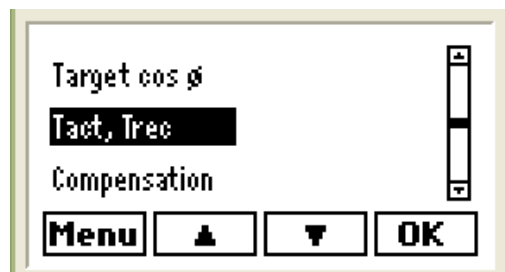 Target cos ø
Tact, Trec
Compensation
Menu ▲ ▼ OK